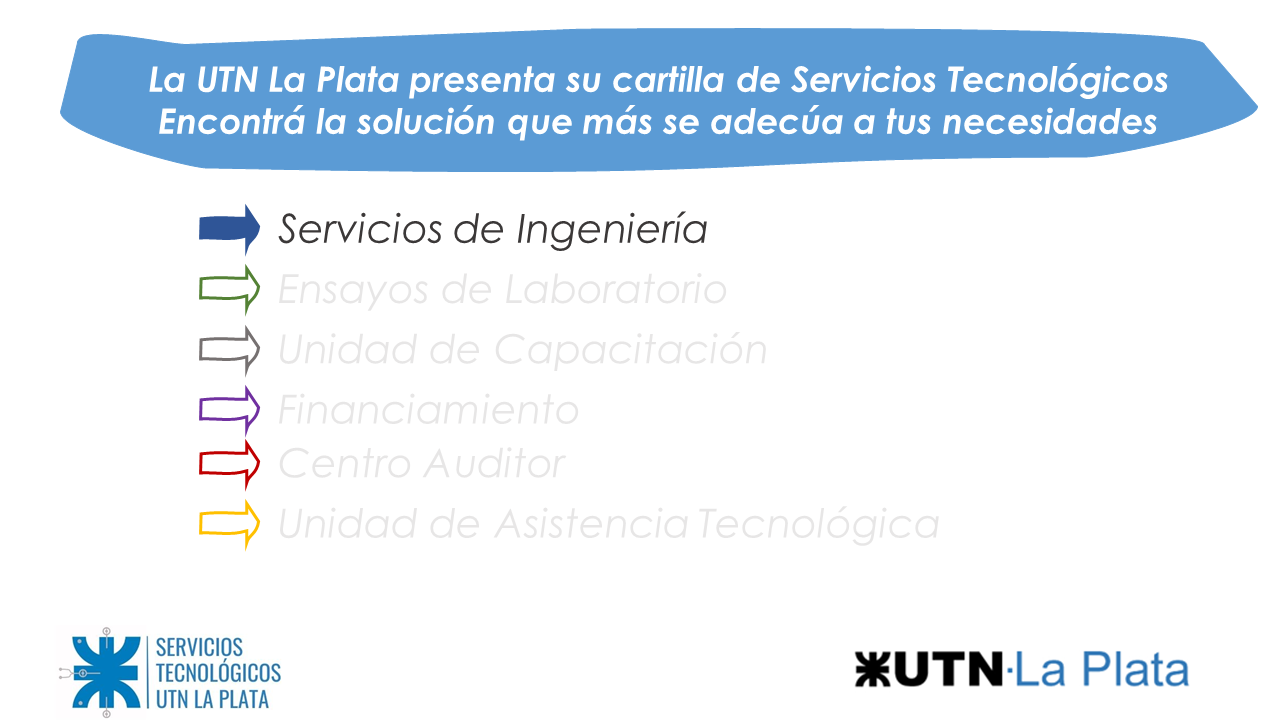 La UTN La Plata presenta su cartilla de Servicios Tecnológicos
Encontrá la solución que más se adecúa a tus necesidades
Servicios de Ingeniería
Ensayos de Laboratorio
Unidad de Capacitación
Financiamiento
Centro Auditor
Unidad de Asistencia Tecnológica
SERVICIOS
TECNOLÓGICOS
UTN LA PLATA
UTN·La Plata